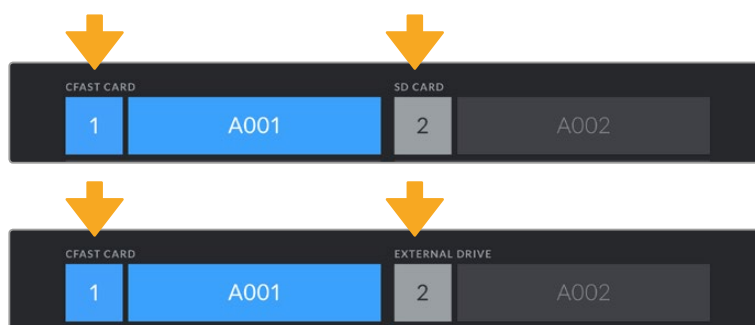 CFAST CARD SD CARD
1 A001 2 A002
CFAST CARD EXTERNAL DRIVE
1 A001 2 A002